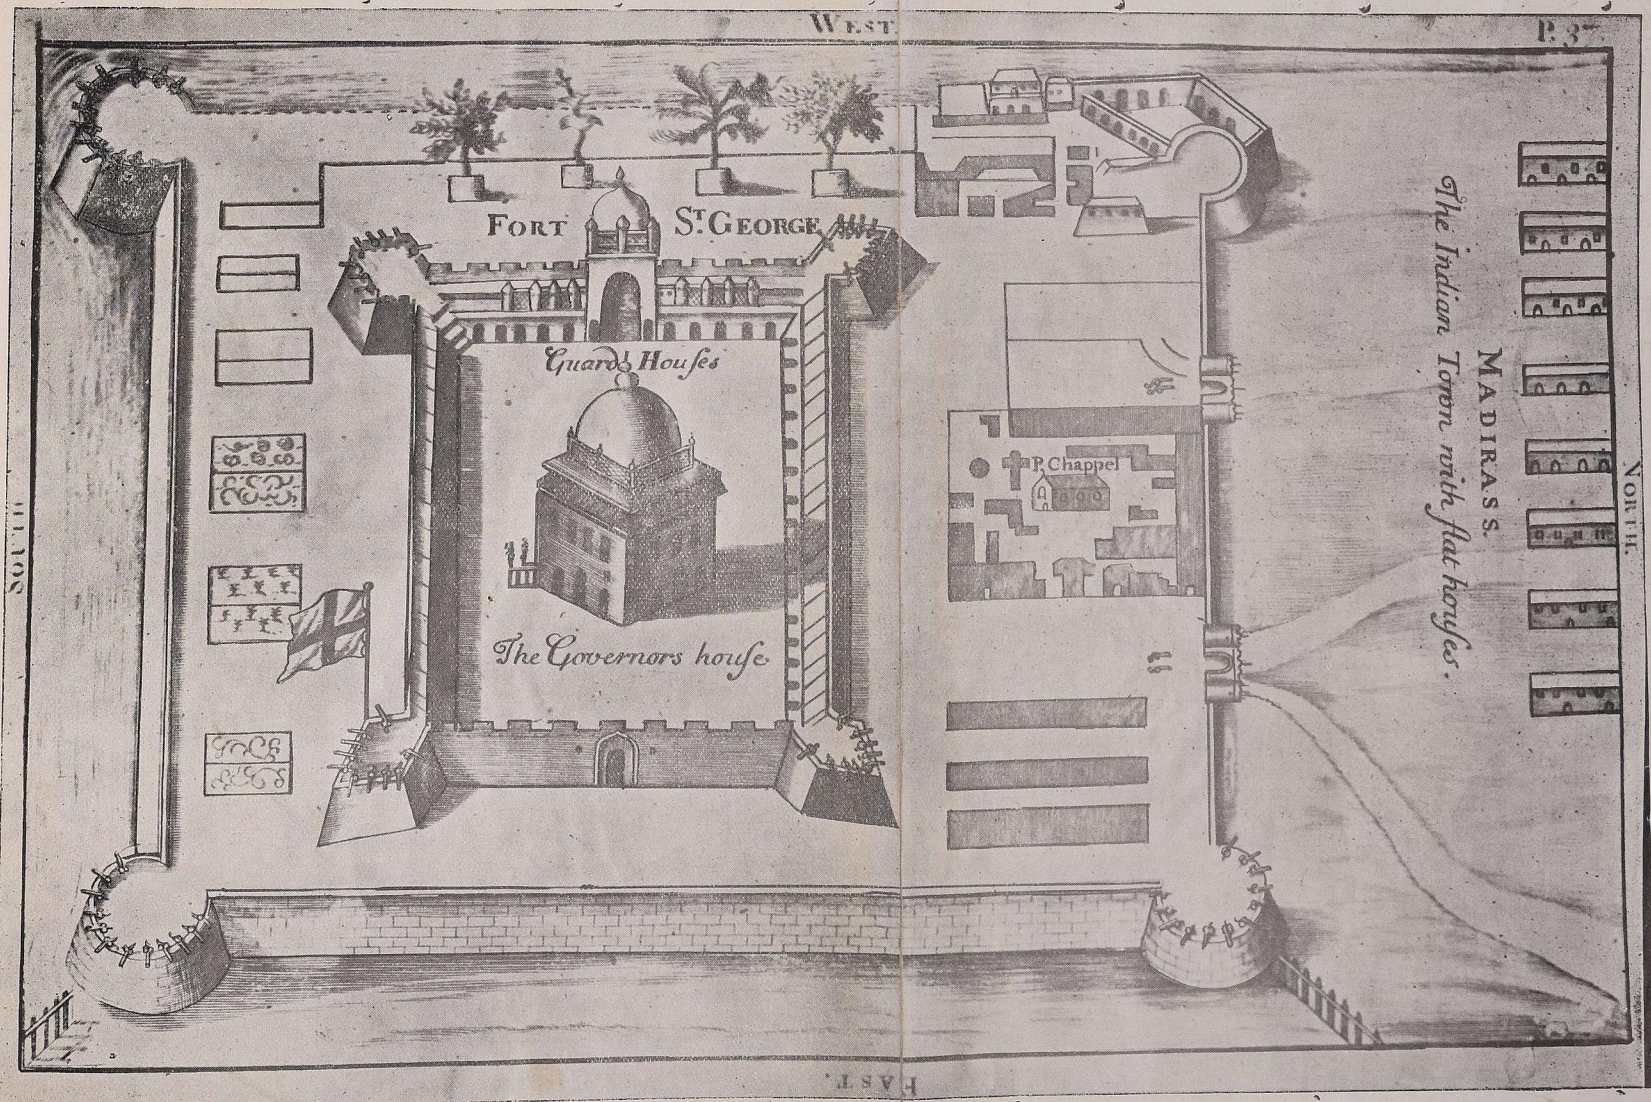 WEST.
P. 37
FORT ST. GEORGE
Guard Houſes
The Governors houſe
P. Chappel
MADIRASS.
The Indian Town with flat houſes.
NORTH.
SOUTH
EAST.